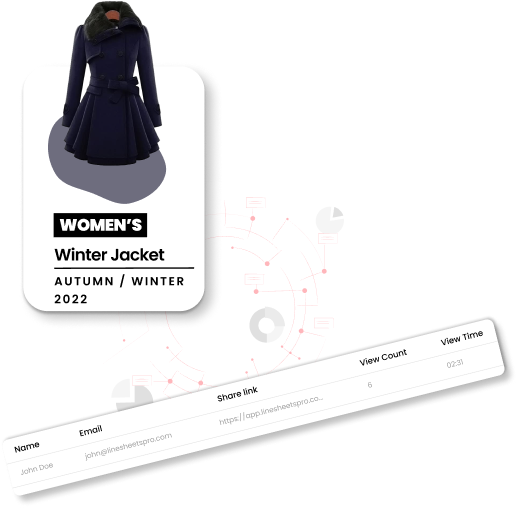 WOMEN'S
Winter Jacket
AUTUMN / WINTER
2022
Name Email Share link View Count View Time
John Doe john@linesheetspro.com https://app.linesheetspro.co... 6 02:31